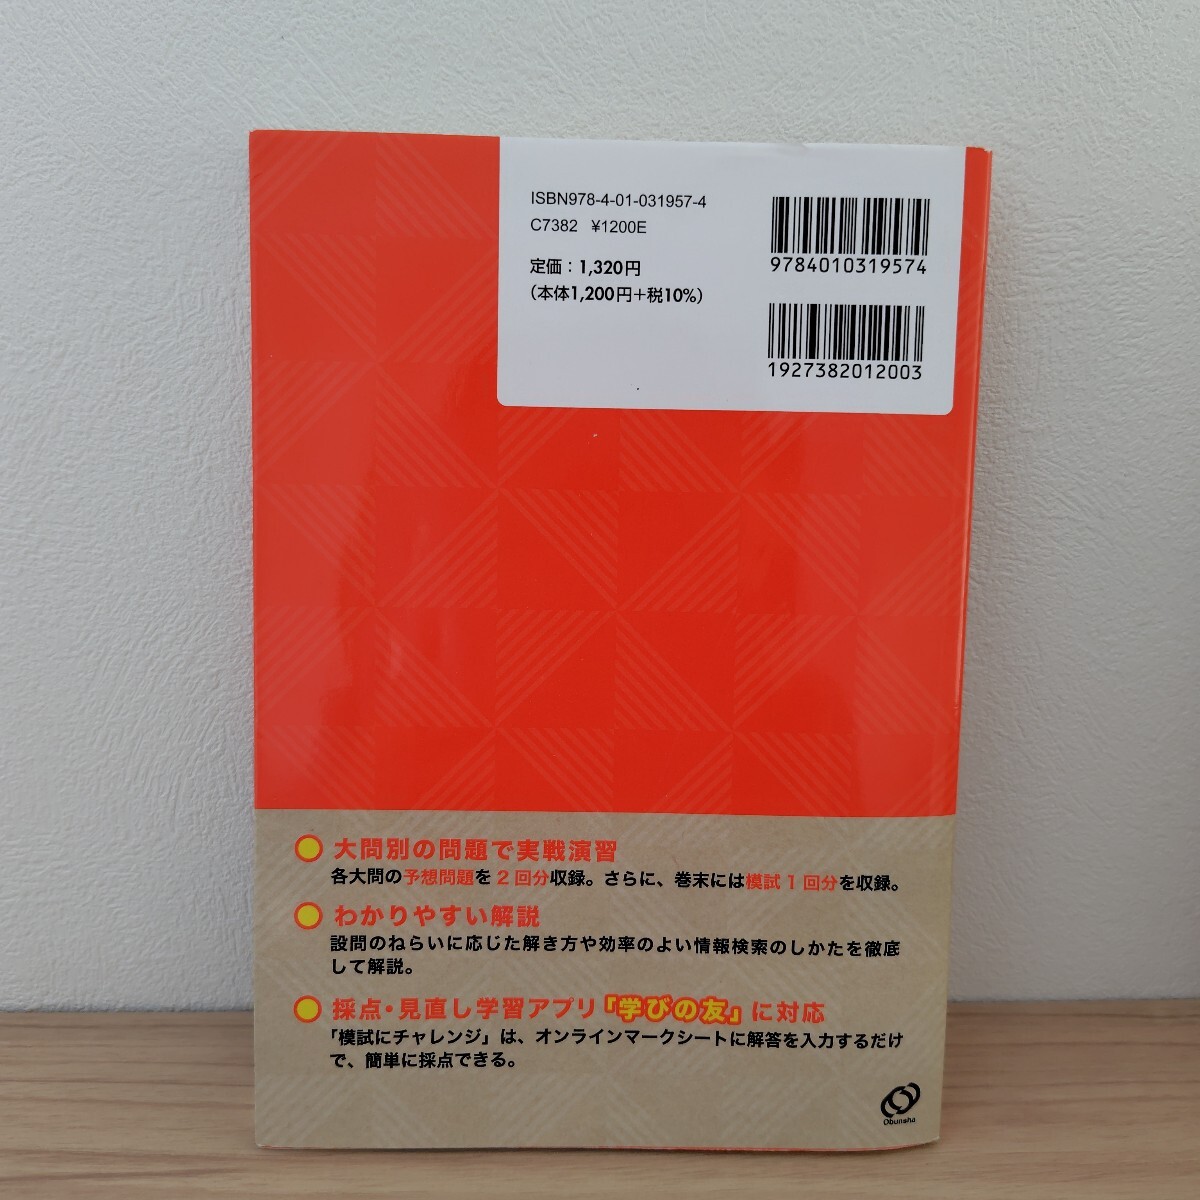 ISBN978-4-01-031957-4
C7382 ¥1200E
定価：1,320円
（本体1,200円＋税10%）
9784010319574
1927382012003
大問別の問題で実戦演習
各大問の予想問題を2回分収録。さらに、巻末には模試1回分を収録。
わかりやすい解説
設問のねらいに応じた解き方や効率のよい情報検索のしかたを徹底
して解説。
採点・見直し学習アプリ「学びの友」に対応
「模試にチャレンジ」は、オンラインマークシートに解答を入力するだけ
で、簡単に採点できる。
Obunsha